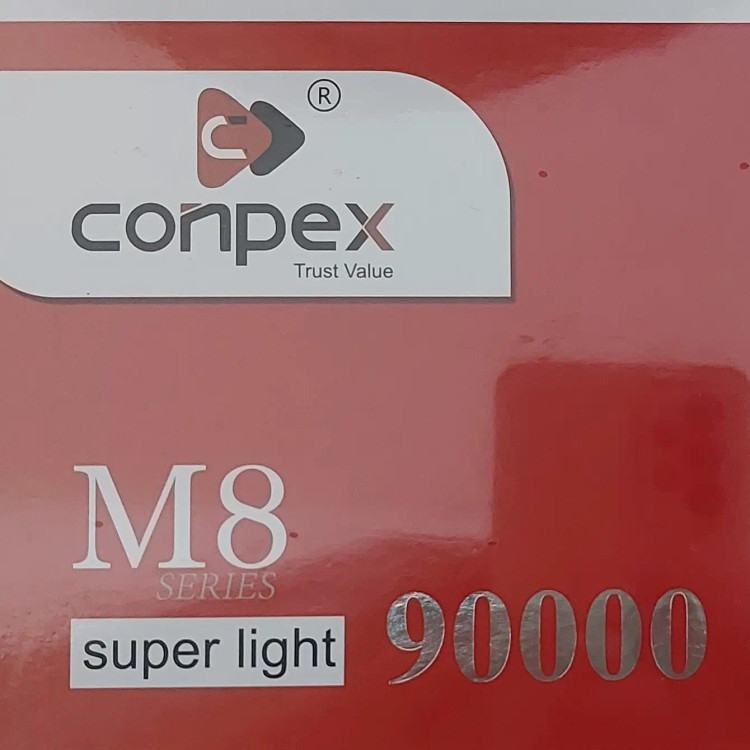 ®
conpex
Trust Value
M8
SERIES
super light
90000